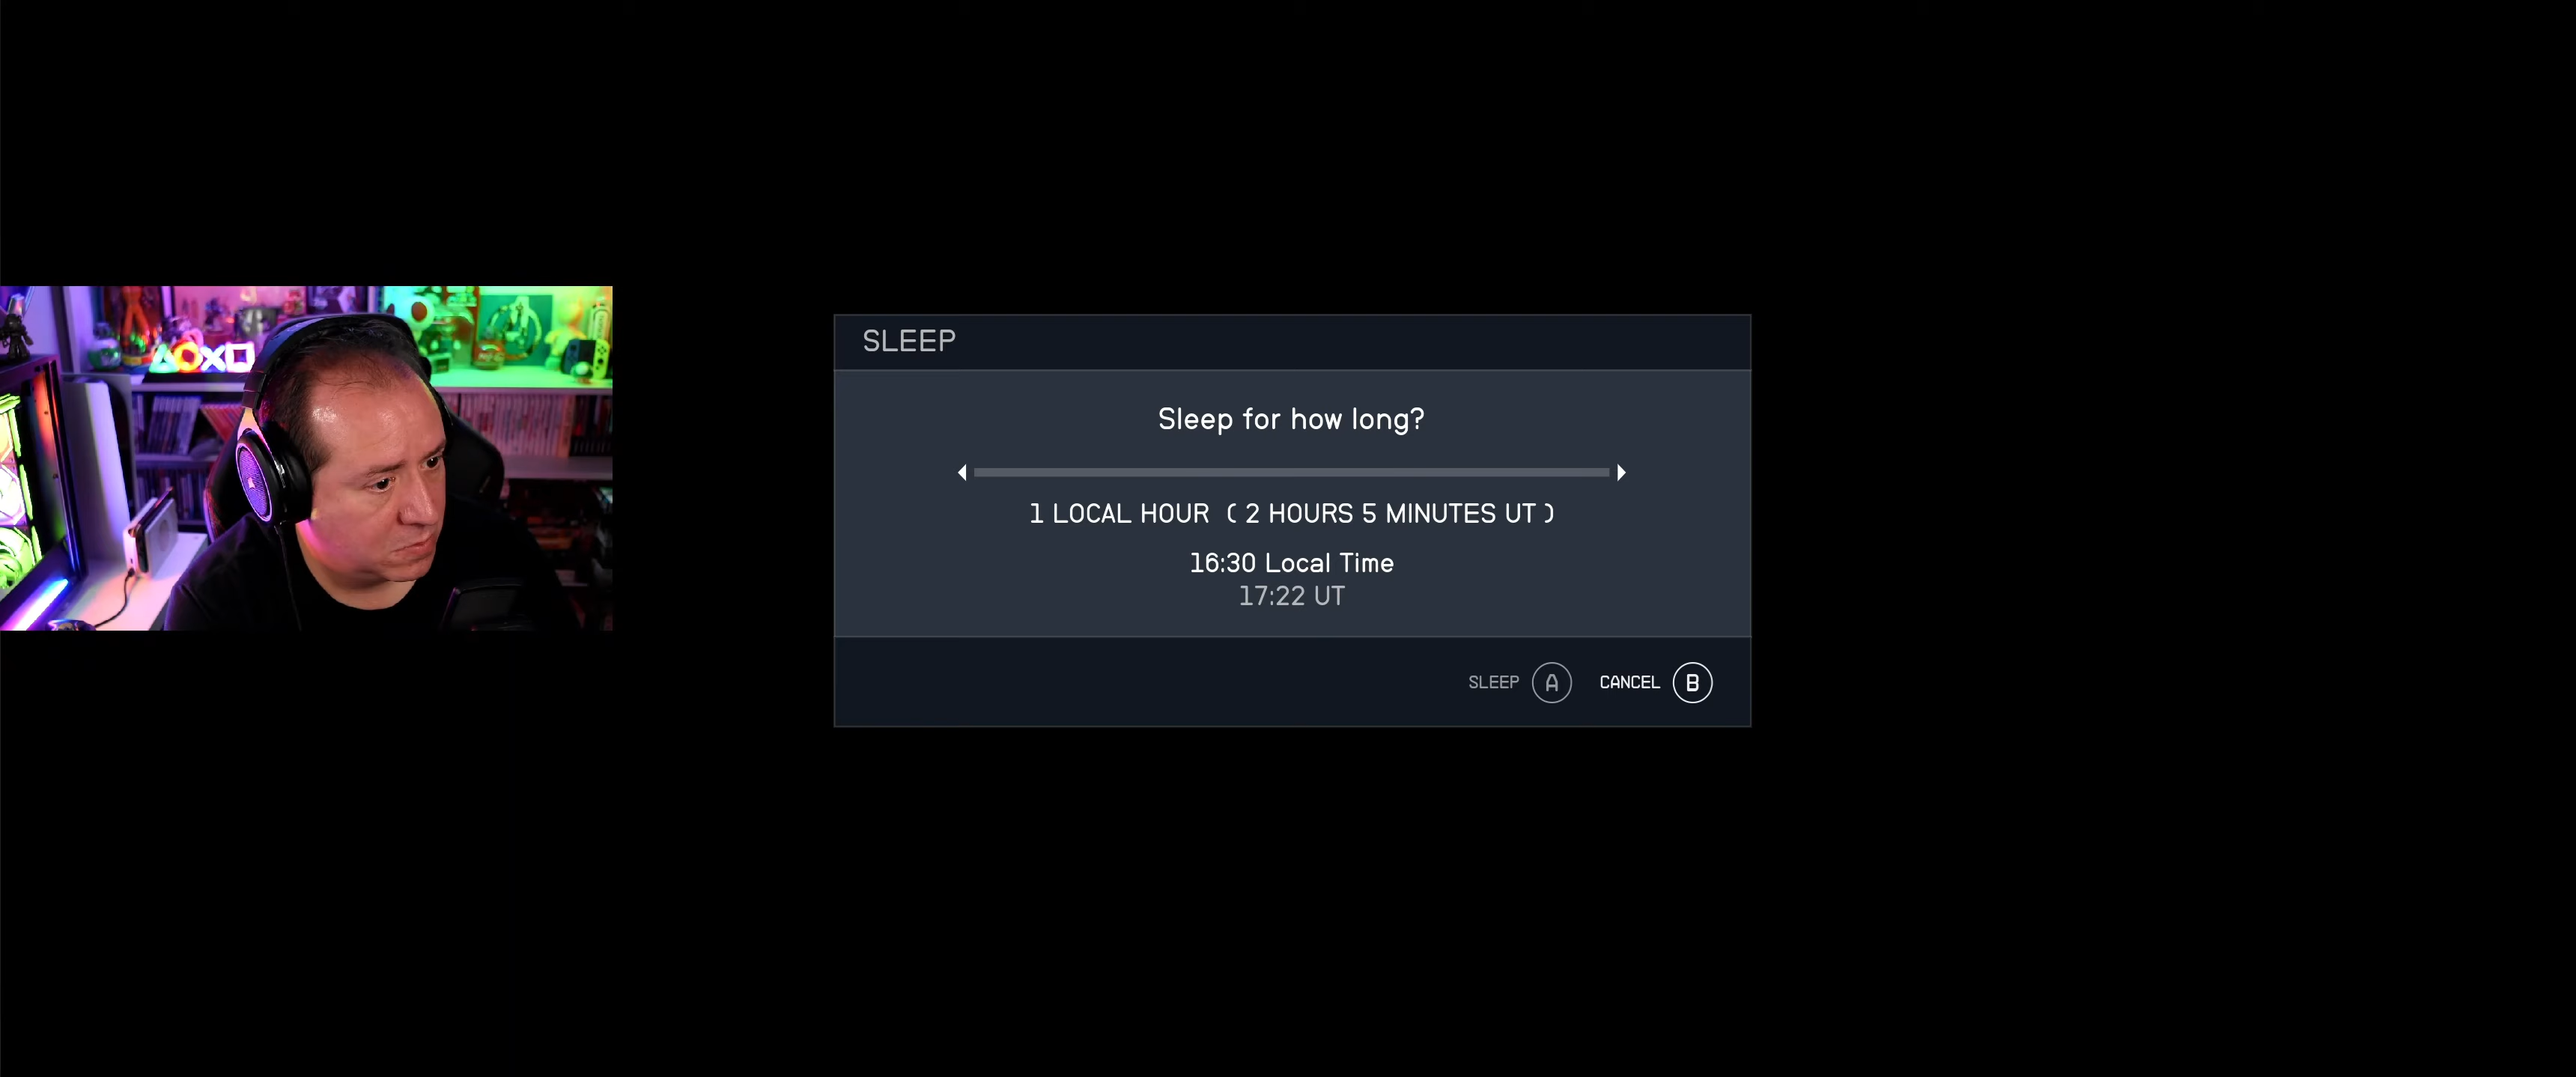 SLEEP
Sleep for how long?
1 LOCAL HOUR ( 2 HOURS 5 MINUTES UT )
16:30 Local Time
17:22 UT
SLEEP A CANCEL B